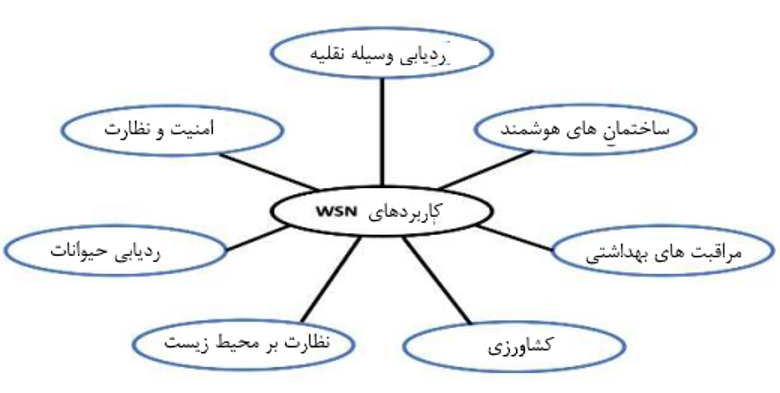 ردیابی وسیله نقلیه
ساختمان های هوشمند
امنیت و نظارت
کاربردهای WSN
مراقبت های بهداشتی
ردیابی حیوانات
کشاورزی
نظارت بر محیط زیست